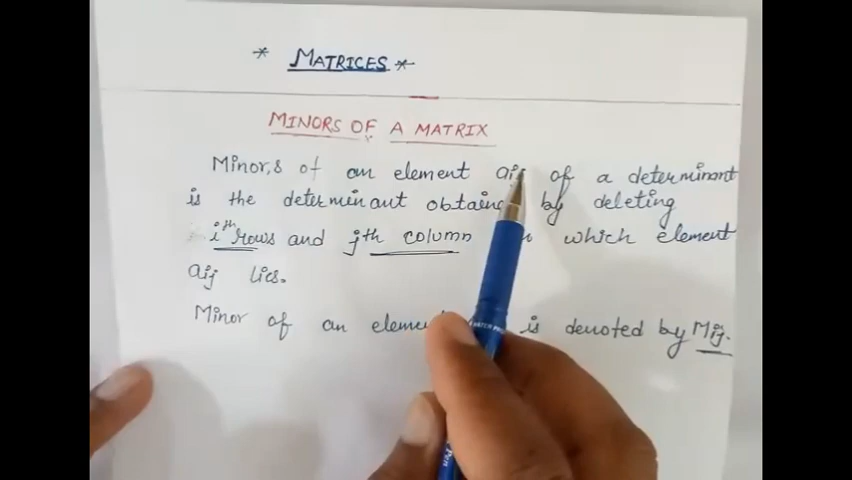 * MATRICES *
MINORS OF A MATRIX
Minor,s of an element aij of a determinant
is the determinant obtained by deleting
ith rows and jth column in which element
aij lies.
Minor of an element is denoted by Mij.